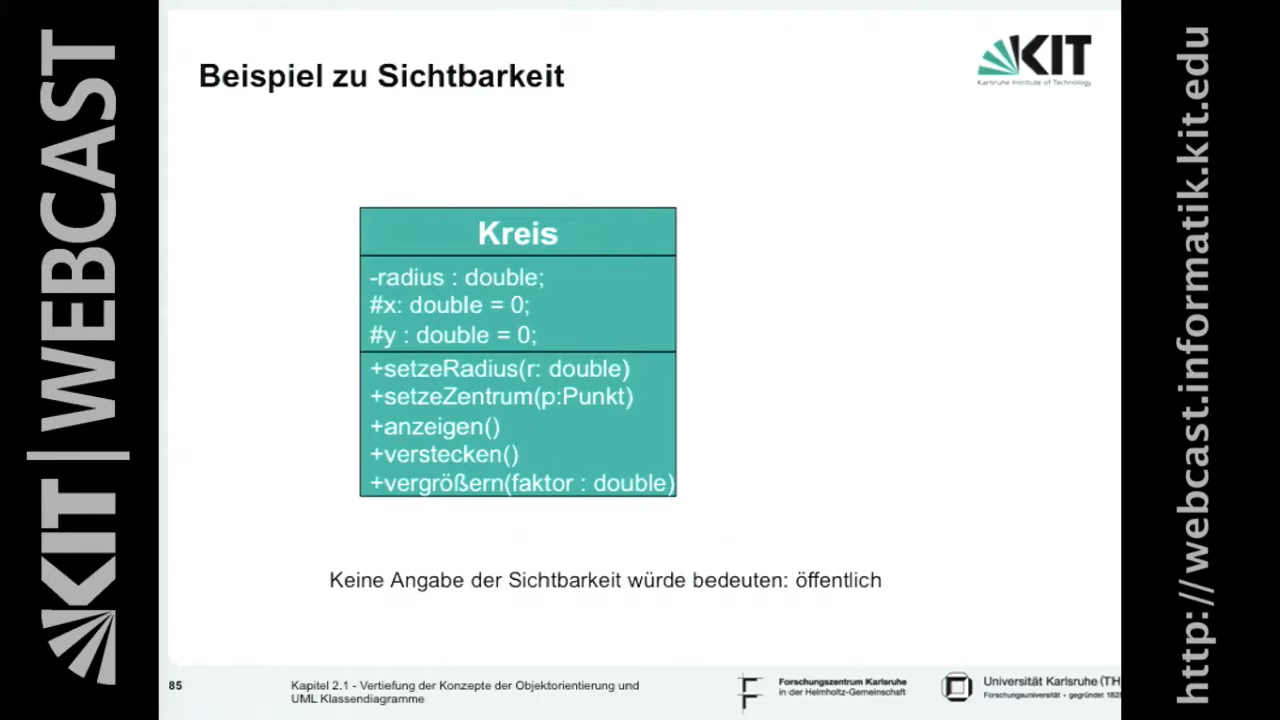 KIT | WEBCAST
Beispiel zu Sichtbarkeit
KIT
Karlsruhe Institute of Technology
Kreis
-radius : double;
#x: double = 0;
#y : double = 0;
+setzeRadius(r: double)
+setzeZentrum(p:Punkt)
+anzeigen()
+verstecken()
+vergrößern(faktor : double)
Keine Angabe der Sichtbarkeit würde bedeuten: öffentlich
85
Kapitel 2.1 - Vertiefung der Konzepte der Objektorientierung und
UML Klassendiagramme
Forschungszentrum Karlsruhe
in der Helmholtz-Gemeinschaft
Universität Karlsruhe (TH
Forschungsuniversität • gegründet 182
http://webcast.informatik.kit.edu